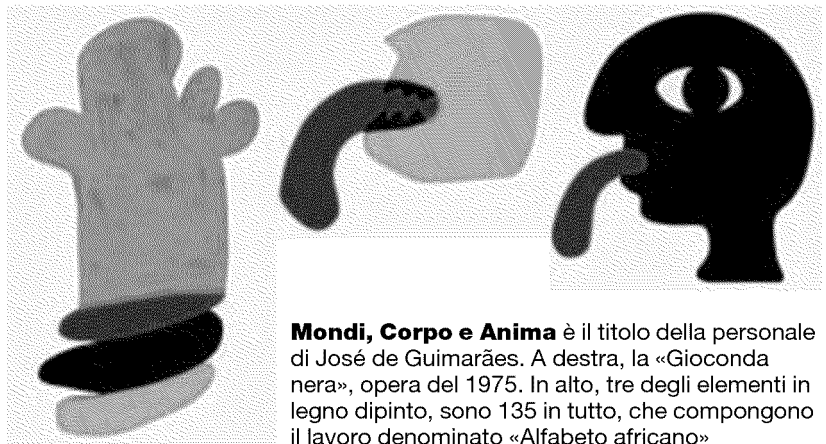 Mondi, Corpo e Anima è il titolo della personale
di José de Guimarães. A destra, la «Gioconda
nera», opera del 1975. In alto, tre degli elementi in
legno dipinto, sono 135 in tutto, che compongono
il lavoro denominato «Alfabeto africano»